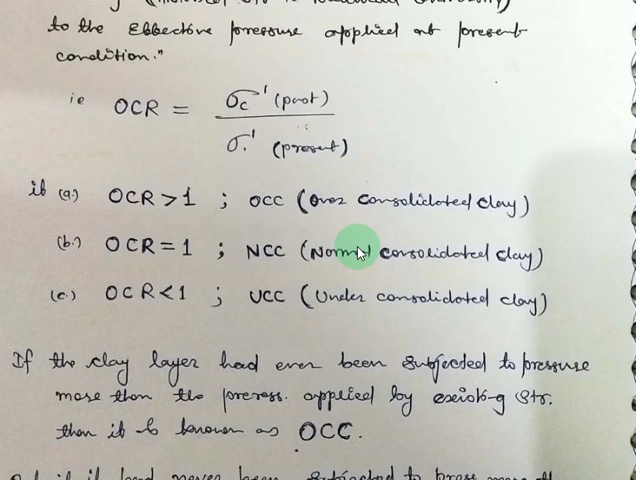 to the Effective pressure applied at present
condition."
ie OCR = σc' (past) / σ.' (present)
if (a.) OCR > 1 ; OCC (Over consolidated clay)
(b.) OCR = 1 ; NCC (Normal consolidated clay)
(c.) OCR < 1 ; UCC (Under consolidated clay)
If the clay layer had ever been subjected to pressure
more than the press. applied by existing Str.
then it is known as OCC.